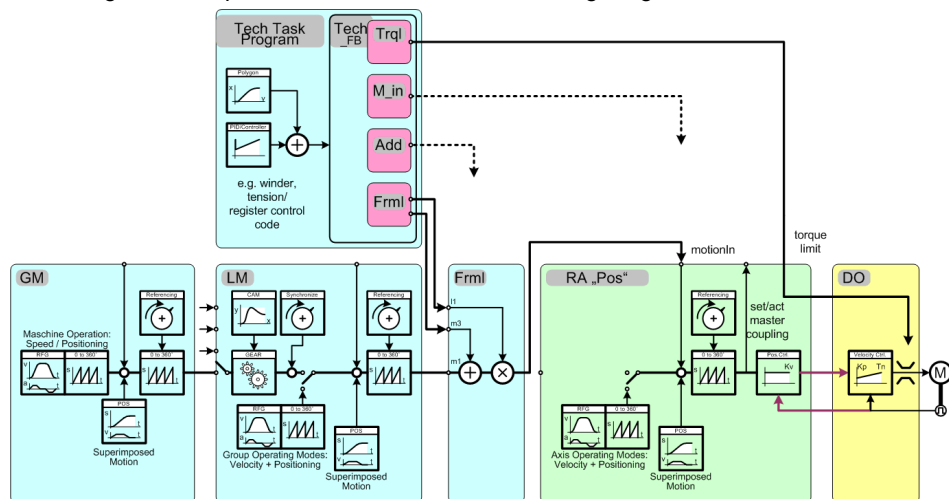 Tech Task
Program
Tech
_FB
Trql
M_in
Add
Frml
Polygon
x
v
PID/Controller
e.g. winder,
tension/
register control
code
motionIn
torque
limit
GM
Referencing
Maschine Operation:
Speed / Positioning
RFG
0 to 360°
v
a
t
s
t
0 to 360°
s
t
POS
s
v
t
Superimposed
Motion
LM
CAM
y
x
Synchronize
GEAR
Referencing
0 to 360°
s
t
RFG
0 to 360°
v
a
t
s
t
Group Operating Modes:
Velocity + Positioning
POS
s
v
t
Superimposed
Motion
Frml
l1
m3
m1
RA „Pos“
Referencing
0 to 360°
s
t
set/act
master
coupling
Pos.Ctrl.
Kv
RFG
0 to 360°
v
a
t
s
t
Axis Operating Modes:
Velocity + Positioning
POS
s
v
t
Superimposed
Motion
DO
Velocity Ctrl.
Kp Tn
M